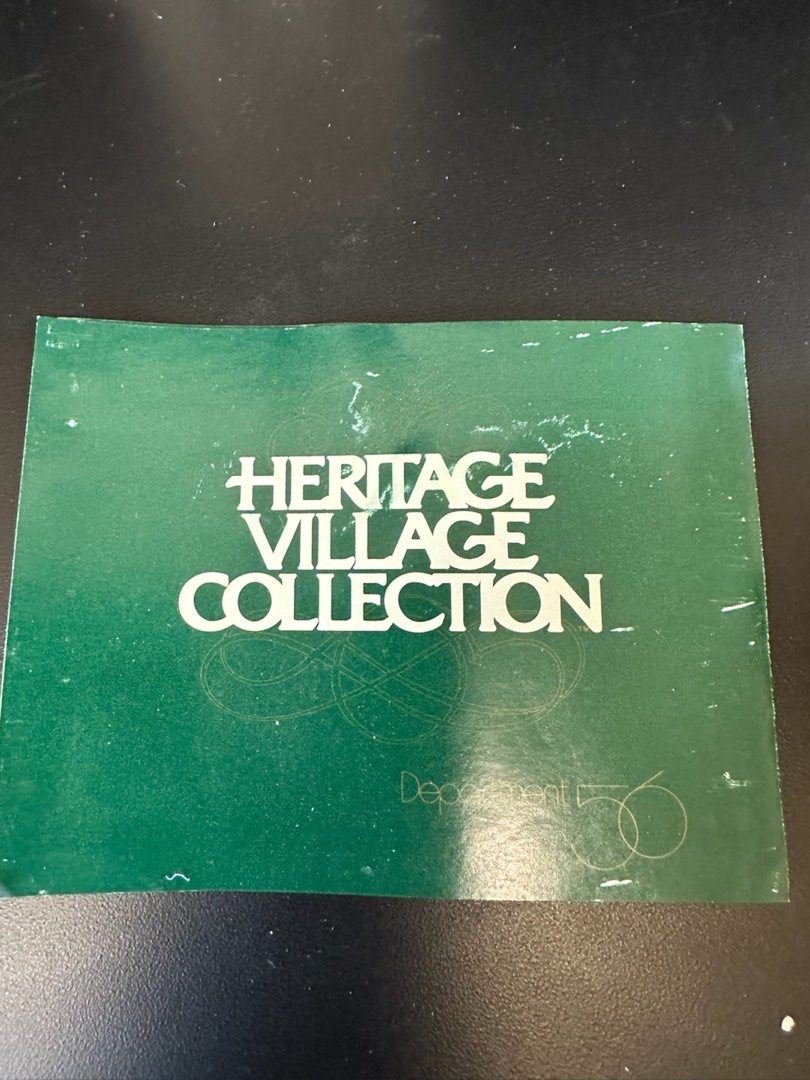 HERITAGE
VILLAGE
COLLECTION
Department 56